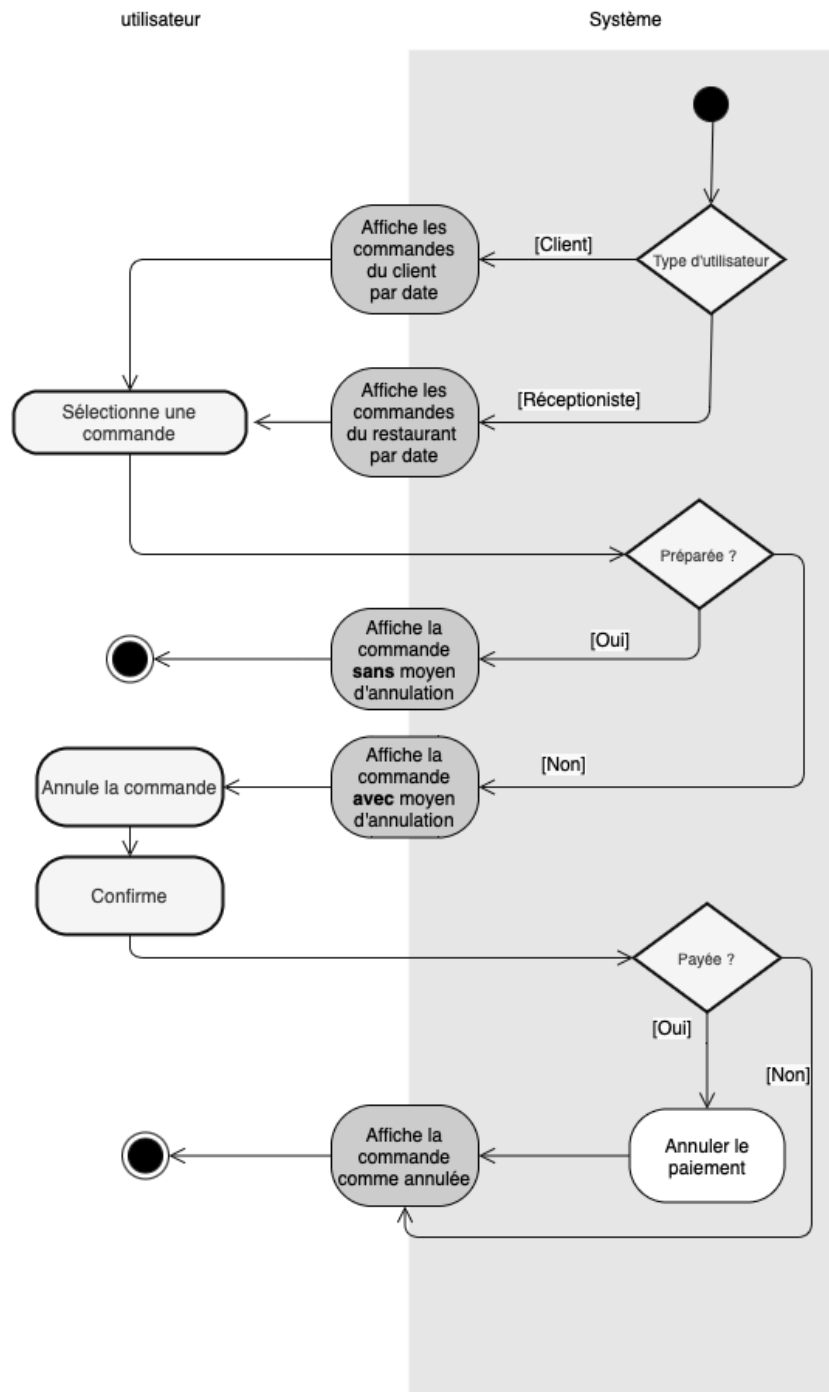 utilisateur
Système
Affiche les
commandes
du client
par date
[Client]
Type d'utilisateur
Sélectionne une
commande
Affiche les
commandes
du restaurant
par date
[Réceptioniste]
Préparée ?
Affiche la
commande
sans moyen
d'annulation
[Oui]
Annule la commande
Affiche la
commande
avec moyen
d'annulation
[Non]
Confirme
Payée ?
[Oui]
[Non]
Affiche la
commande
comme annulée
Annuler le
paiement